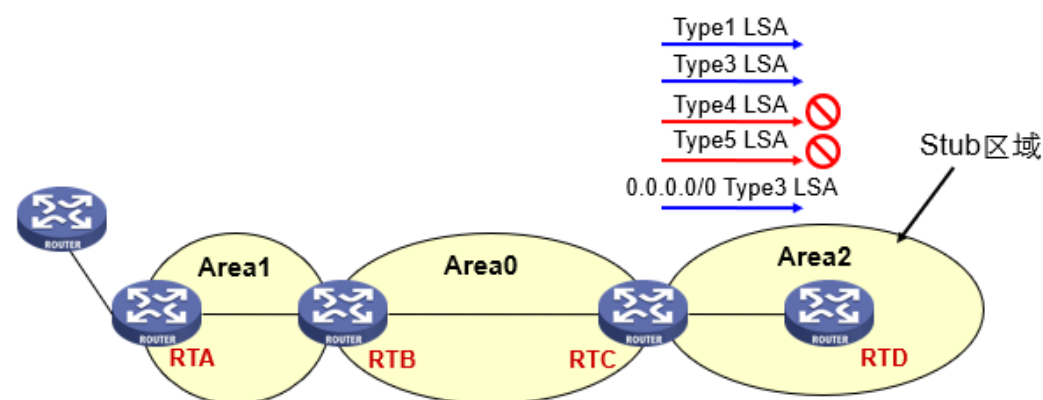 Type1 LSA
Type3 LSA
Type4 LSA
Type5 LSA
Stub区域
0.0.0.0/0 Type3 LSA
ROUTER
Area1
Area0
Area2
ROUTER
ROUTER
ROUTER
ROUTER
RTA
RTB
RTC
RTD